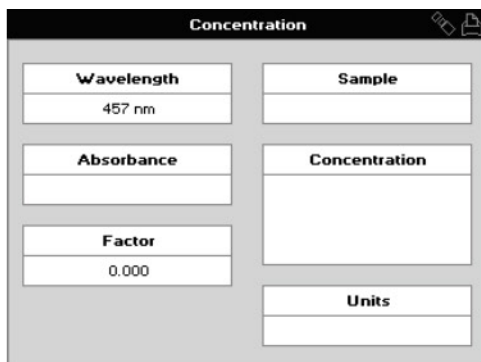 Concentration
Wavelength
457 nm
Absorbance
Factor
0.000
Sample
Concentration
Units